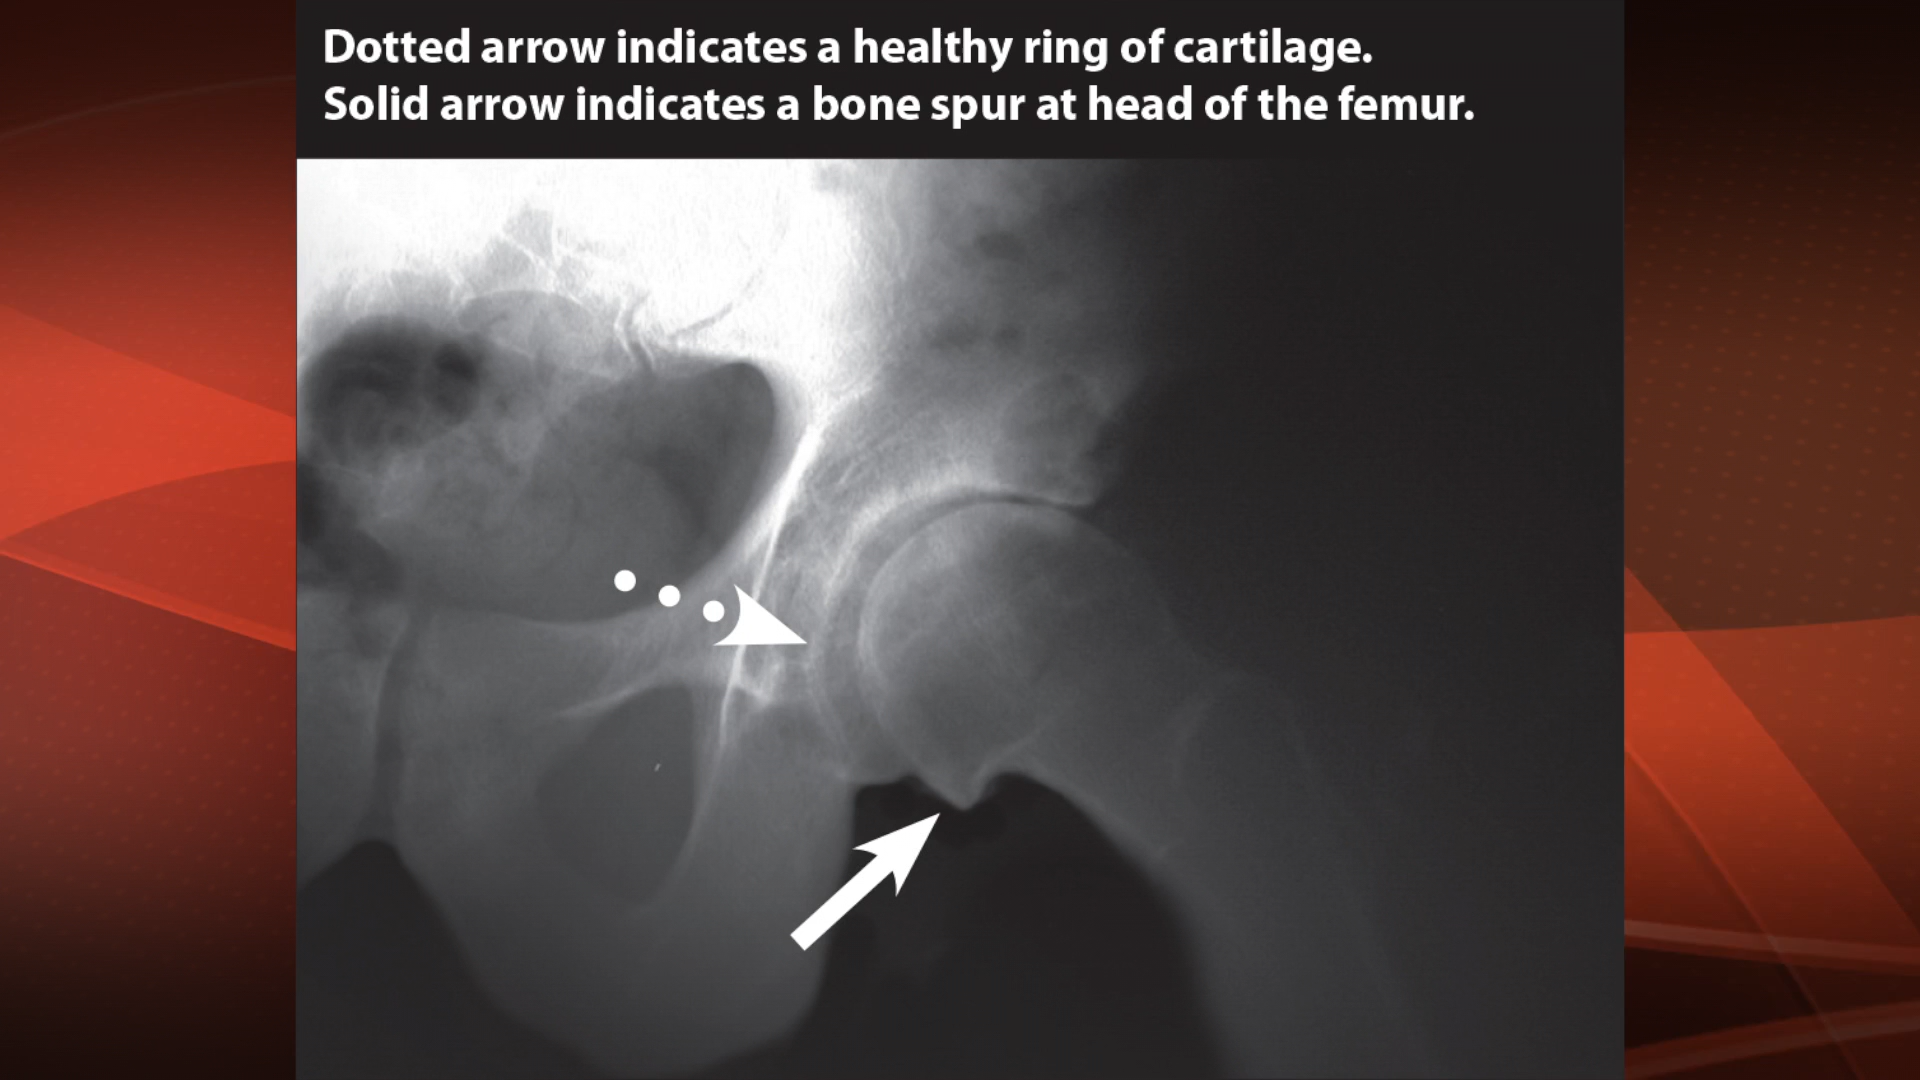 Dotted arrow indicates a healthy ring of cartilage.
Solid arrow indicates a bone spur at head of the femur.